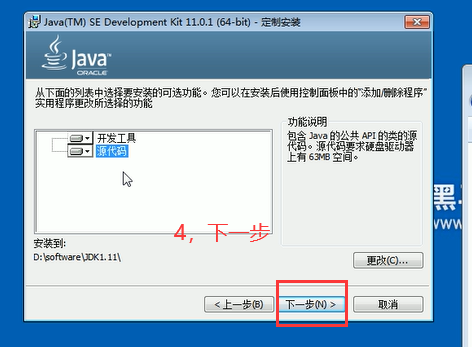 Java(TM) SE Development Kit 11.0.1 (64-bit) - 定制安装
Java
ORACLE
从下面的列表中选择要安装的可选功能。您可以在安装后使用控制面板中的“添加/删除程序”
实用程序更改所选择的功能
开发工具
源代码
功能说明
包含 Java 的公共 API 的类的源
代码。源代码要求硬盘驱动器
上有 63MB 空间。
4，下一步
安装到:
D:\software\JDK1.11\
更改(C)...
< 上一步(B)
下一步(N) >
取消
黑
www